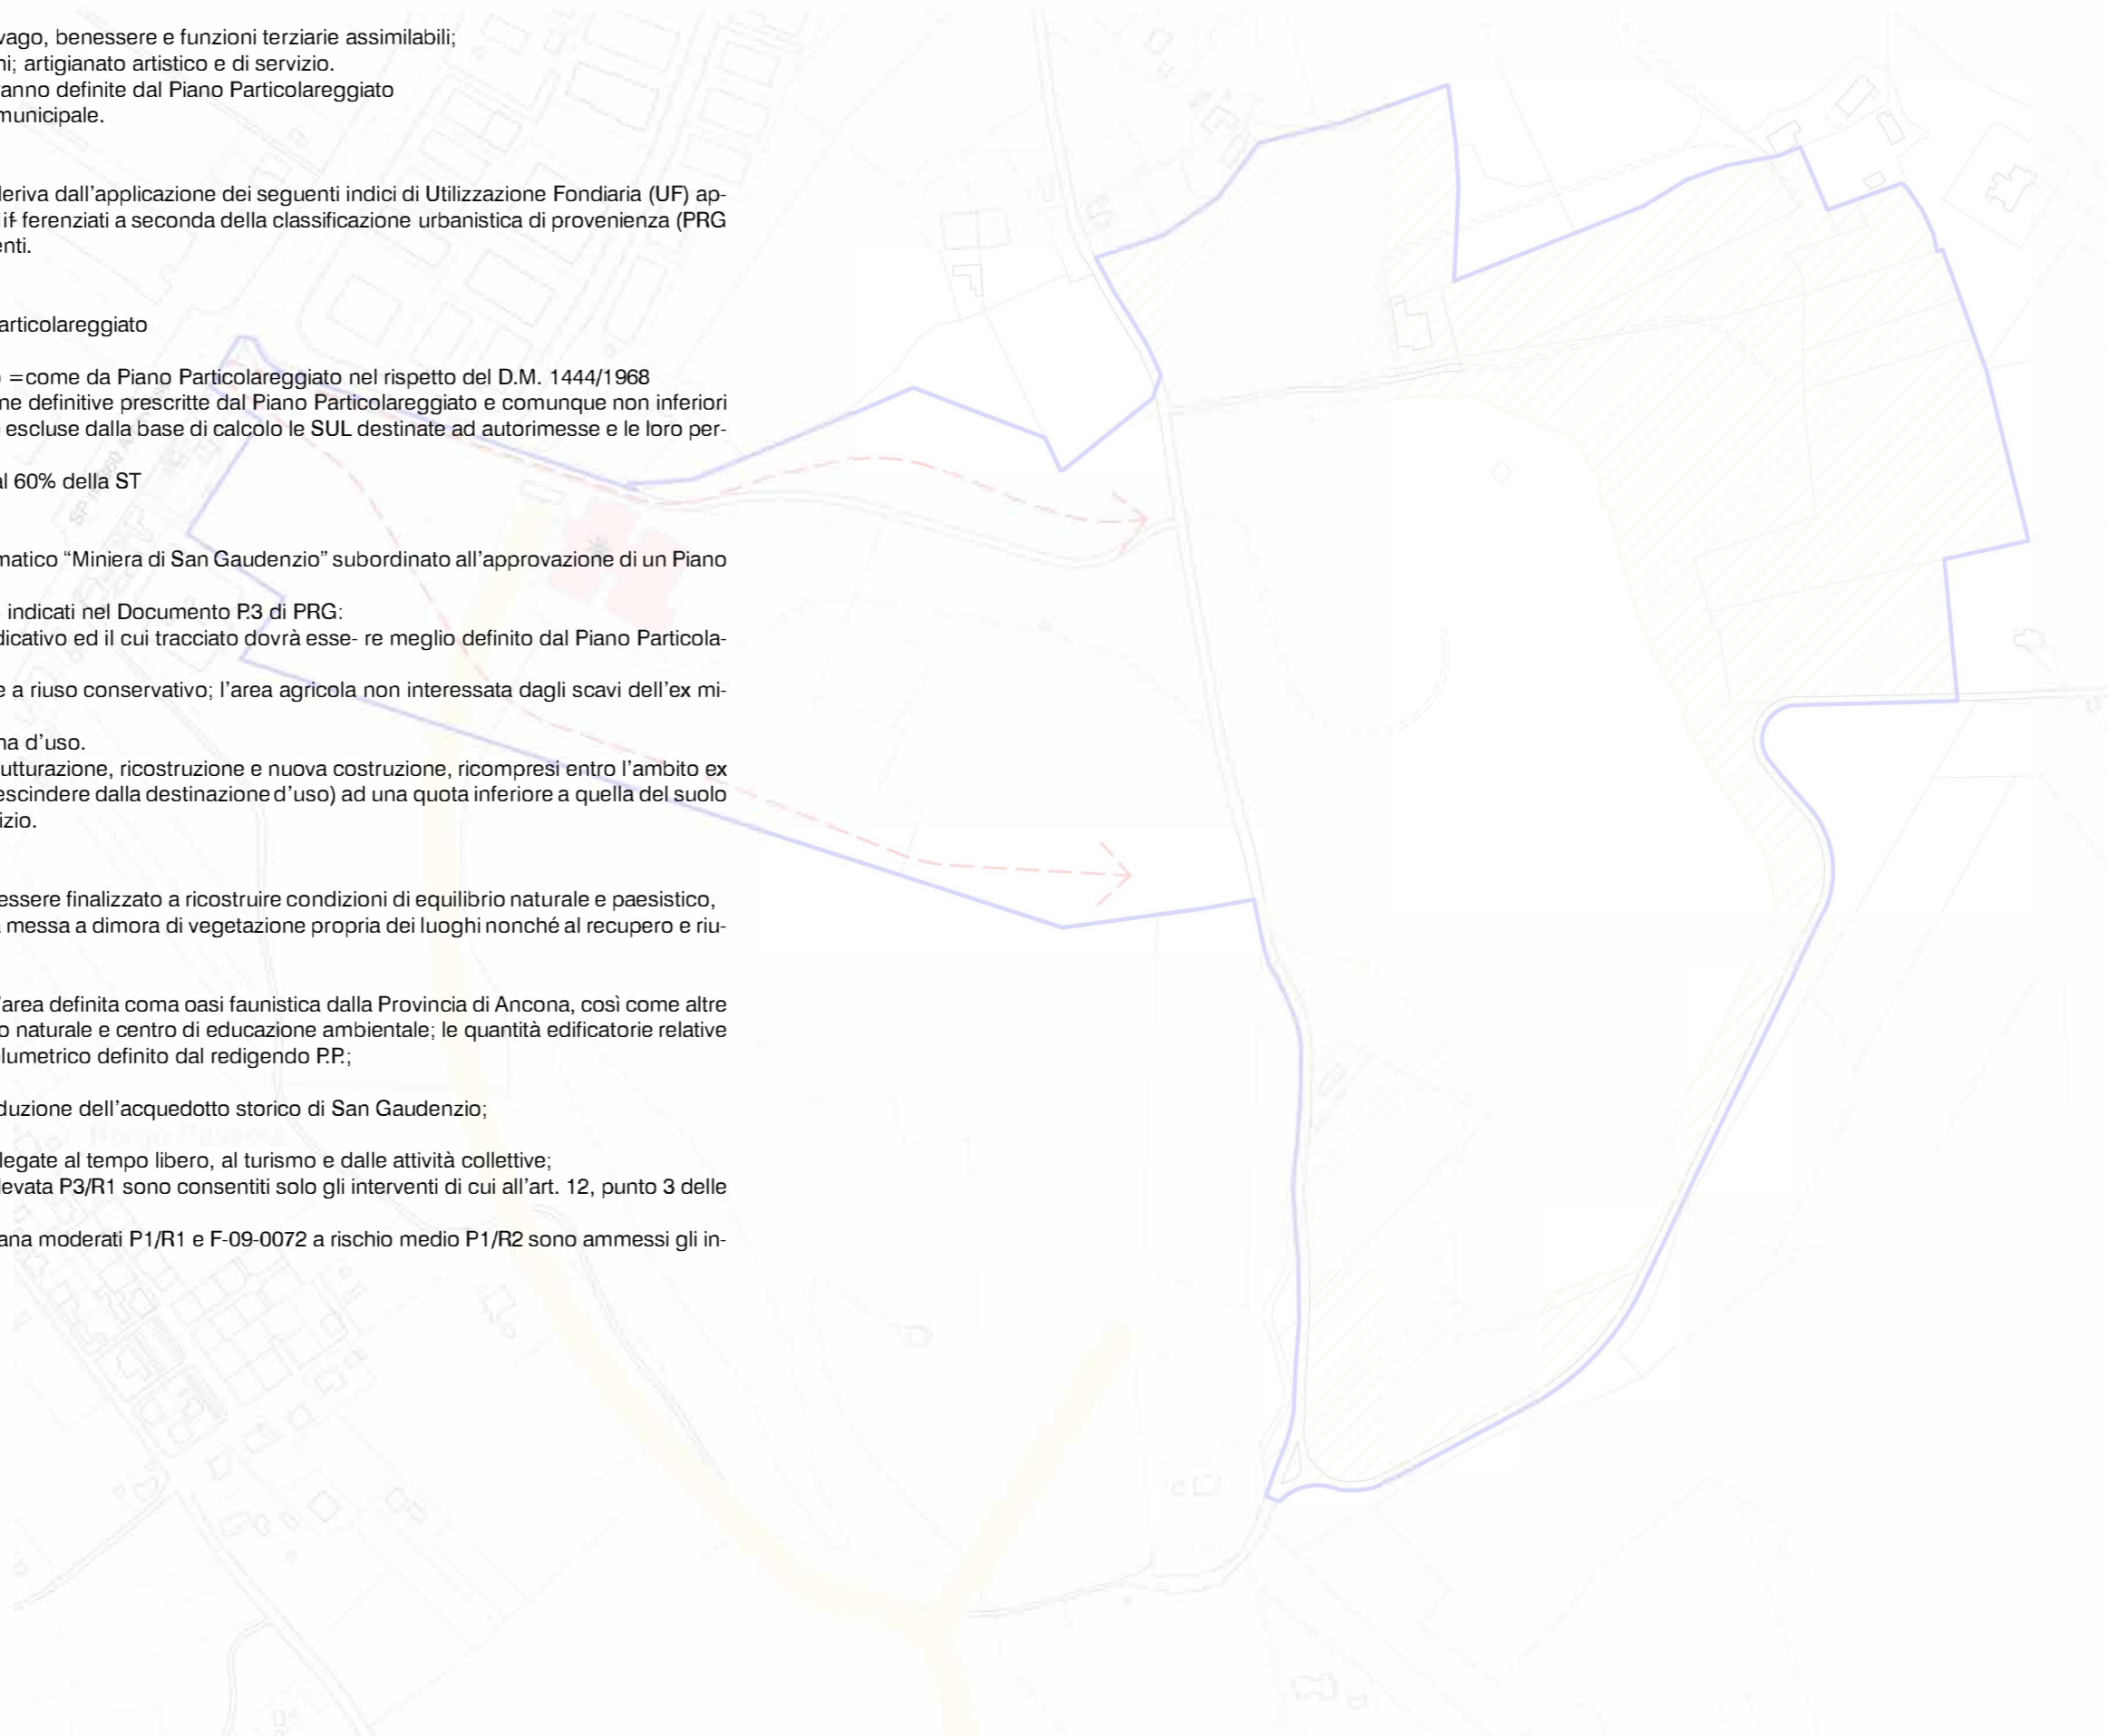 vago, benessere e funzioni terziarie assimilabili;
ni; artigianato artistico e di servizio.
ranno definite dal Piano Particolareggiato
municipale.
deriva dall'applicazione dei seguenti indici di Utilizzazione Fondiaria (UF) ap-
dif- ferenziati a seconda della classificazione urbanistica di provenienza (PRG
enti.
articolareggiato
) =come da Piano Particolareggiato nel rispetto del D.M. 1444/1968
me definitive prescritte dal Piano Particolareggiato e comunque non inferiori
escluse dalla base di calcolo le SUL destinate ad autorimesse e le loro per-
al 60% della ST
matico “Miniera di San Gaudenzio” subordinato all'approvazione di un Piano
indicati nel Documento P.3 di PRG:
dicativo ed il cui tracciato dovrà esse- re meglio definito dal Piano Particola-
e a riuso conservativo; l'area agricola non interessata dagli scavi dell'ex mi-
na d'uso.
utturazione, ricostruzione e nuova costruzione, ricompresi entro l'ambito ex
escindere dalla destinazione d'uso) ad una quota inferiore a quella del suolo
izio.
essere finalizzato a ricostruire condizioni di equilibrio naturale e paesistico,
a messa a dimora di vegetazione propria dei luoghi nonché al recupero e riu-
l'area definita coma oasi faunistica dalla Provincia di Ancona, così come altre
o naturale e centro di educazione ambientale; le quantità edificatorie relative
olumetrico definito dal redigendo P.P.;
duzione dell'acquedotto storico di San Gaudenzio;
Borgo Passera
legate al tempo libero, al turismo e dalle attività collettive;
levata P3/R1 sono consentiti solo gli interventi di cui all'art. 12, punto 3 delle
ana moderati P1/R1 e F-09-0072 a rischio medio P1/R2 sono ammessi gli in-